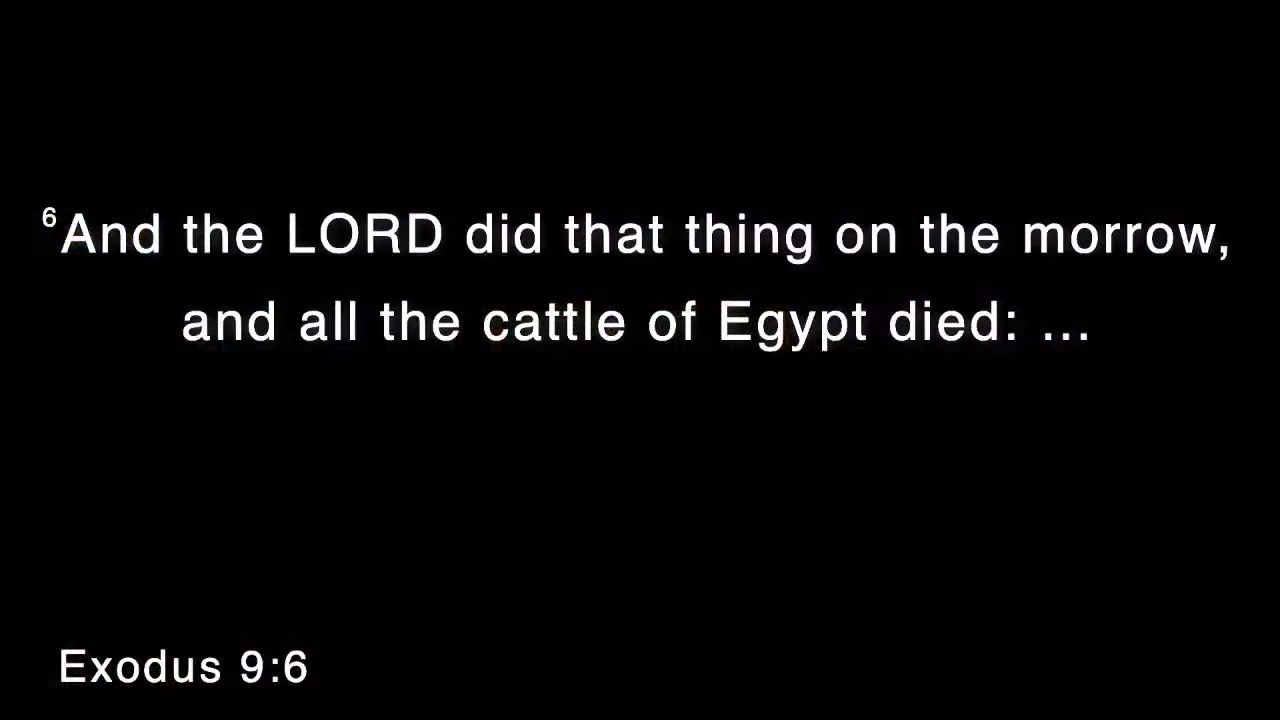 ⁶And the LORD did that thing on the morrow,
and all the cattle of Egypt died: ...
Exodus 9:6